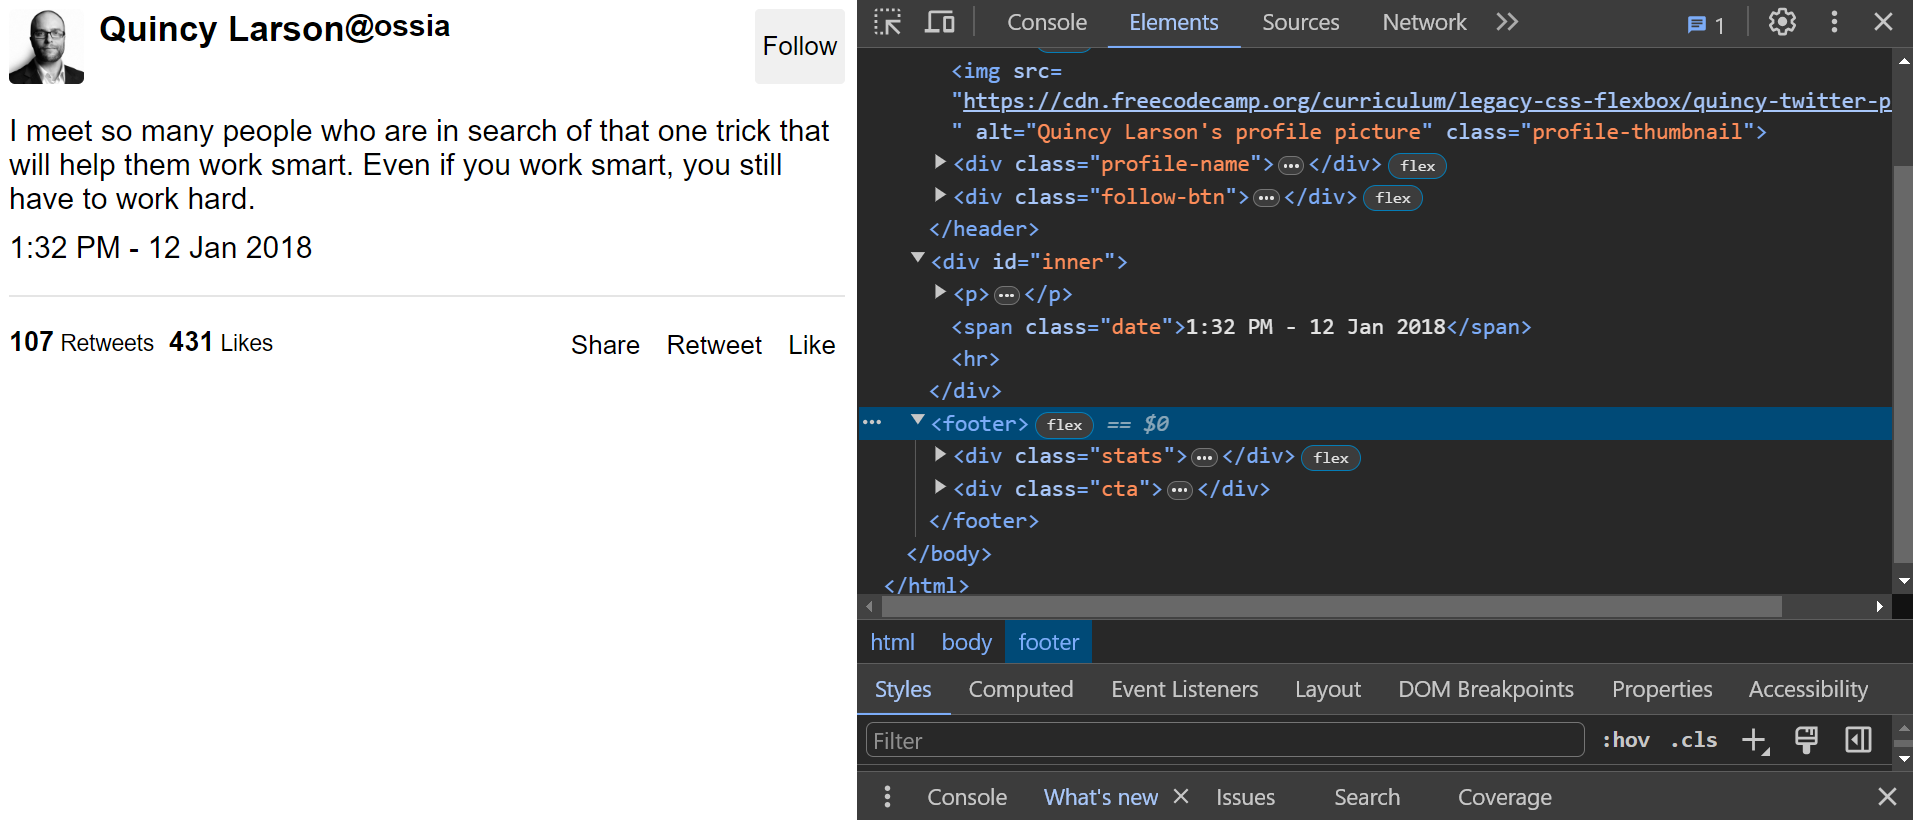 Quincy Larson@ossia
Follow
I meet so many people who are in search of that one trick that
will help them work smart. Even if you work smart, you still
have to work hard.
1:32 PM - 12 Jan 2018
107 Retweets 431 Likes
Share Retweet Like
Console Elements Sources Network 1
<img src=
"https://cdn.freecodecamp.org/curriculum/legacy-css-flexbox/quincy-twitter-p
" alt="Quincy Larson's profile picture" class="profile-thumbnail">
<div class="profile-name">…</div> flex
<div class="follow-btn">…</div> flex
</header>
<div id="inner">
<p>…</p>
<span class="date">1:32 PM - 12 Jan 2018</span>
<hr>
</div>
<footer> flex == $0
<div class="stats">…</div> flex
<div class="cta">…</div>
</footer>
</body>
</html>
html body footer
Styles Computed Event Listeners Layout DOM Breakpoints Properties Accessibility
Filter :hov .cls
Console What's new Issues Search Coverage